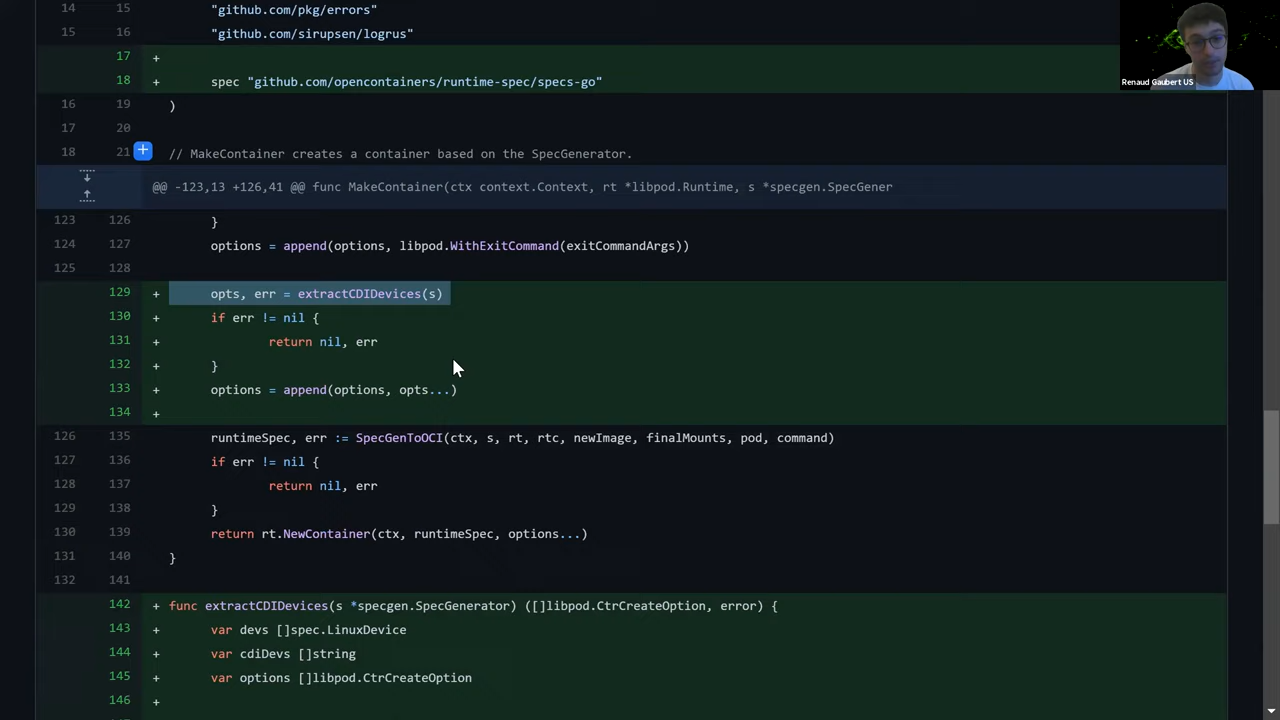 14 15 "github.com/pkg/errors"
15 16 "github.com/sirupsen/logrus"
17 +
18 + spec "github.com/opencontainers/runtime-spec/specs-go"
16 19 )
17 20
18 21 // MakeContainer creates a container based on the SpecGenerator.
@@ -123,13 +126,41 @@ func MakeContainer(ctx context.Context, rt *libpod.Runtime, s *specgen.SpecGener
123 126 }
124 127 options = append(options, libpod.WithExitCommand(exitCommandArgs))
125 128
129 + opts, err = extractCDIDevices(s)
130 + if err != nil {
131 + return nil, err
132 + }
133 + options = append(options, opts...)
134 +
126 135 runtimeSpec, err := SpecGenToOCI(ctx, s, rt, rtc, newImage, finalMounts, pod, command)
127 136 if err != nil {
128 137 return nil, err
129 138 }
130 139 return rt.NewContainer(ctx, runtimeSpec, options...)
131 140 }
132 141
142 + func extractCDIDevices(s *specgen.SpecGenerator) ([]libpod.CtrCreateOption, error) {
143 + var devs []spec.LinuxDevice
144 + var cdiDevs []string
145 + var options []libpod.CtrCreateOption
146 +
Renaud Gaubert US